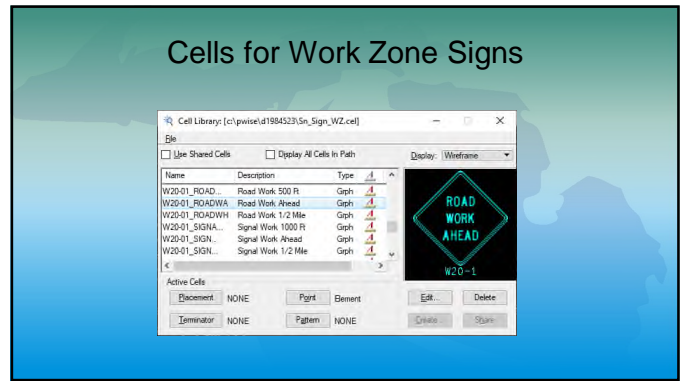 Cells for Work Zone Signs
Cell Library: [c:\pwise\d1984523\Sn_Sign_WZ.cel]
File
Use Shared Cells Display All Cells In Path Display: Wireframe
Name Description Type
W20-01_ROAD... Road Work 500 Ft Grph
W20-01_ROADWA Road Work Ahead Grph
W20-01_ROADWH Road Work 1/2 Mile Grph
W20-01_SIGNA... Signal Work 1000 Ft Grph
W20-01_SIGN... Signal Work Ahead Grph
W20-01_SIGN... Signal Work 1/2 Mile Grph
ROAD
WORK
AHEAD
W20-1
Active Cells
Placement NONE Point Element Edit... Delete
Terminator NONE Pattern NONE Create... Share